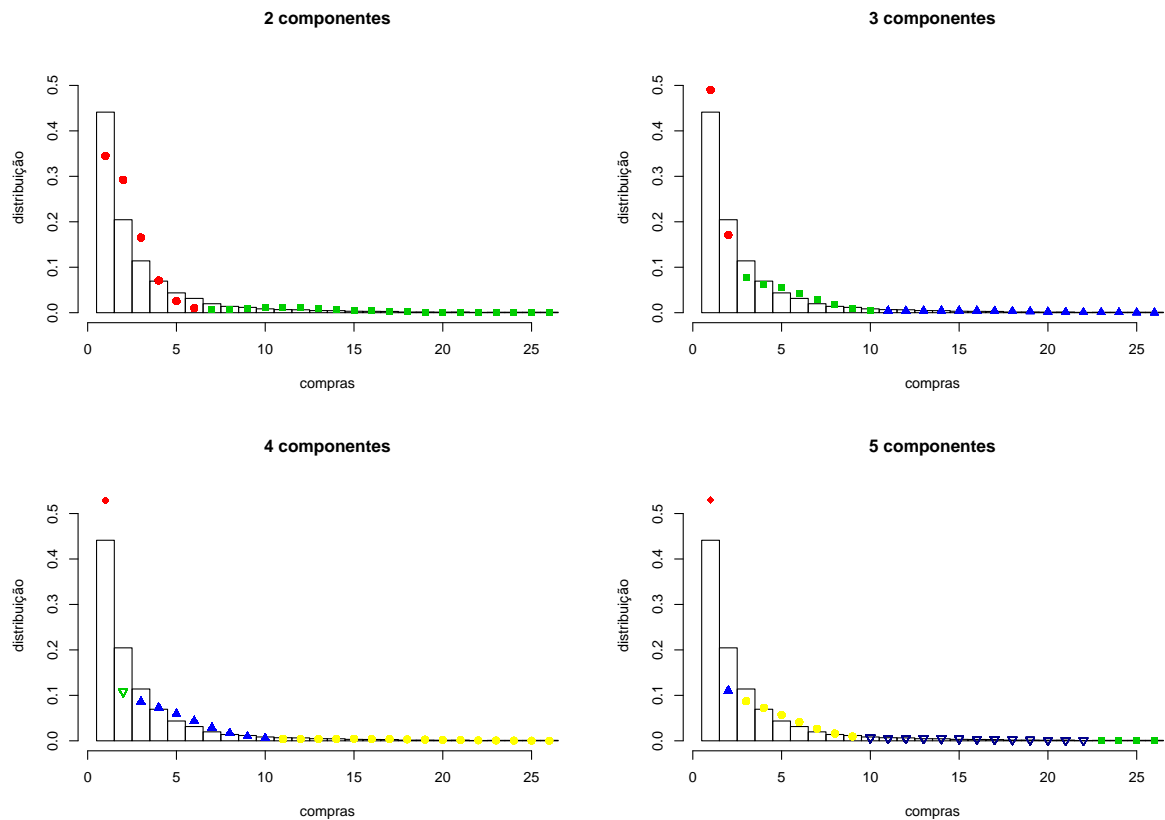 2 componentes
distribuição
0.0 0.1 0.2 0.3 0.4 0.5
0 5 10 15 20 25
compras
3 componentes
distribuição
0.0 0.1 0.2 0.3 0.4 0.5
0 5 10 15 20 25
compras
4 componentes
distribuição
0.0 0.1 0.2 0.3 0.4 0.5
0 5 10 15 20 25
compras
5 componentes
distribuição
0.0 0.1 0.2 0.3 0.4 0.5
0 5 10 15 20 25
compras